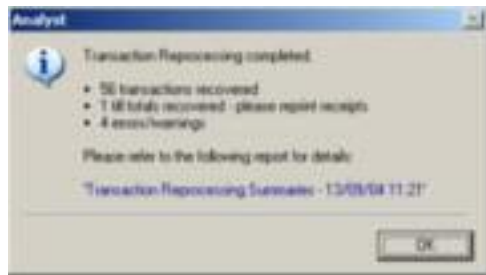 Analyst
Transaction Reprocessing completed.
• 56 transactions recovered
• 1 till totals recovered - please reprint receipts
• 4 errors/warnings
Please refer to the following report for details:
"Transaction Reprocessing Summaries - 13/09/04 11:21"
OK